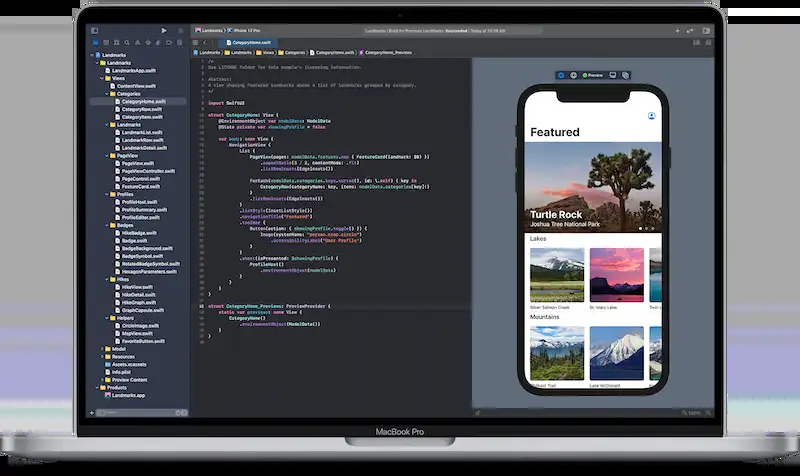 Landmarks
iPhone 12 Pro
Landmarks | Build for Previews Landmarks: Succeeded | Today at 10:28 AM
CategoryHome.swift
Landmarks
Landmarks
Views
Categories
CategoryHome.swift
CategoryHome_Previews
Landmarks
Landmarks
LandmarksApp.swift
Views
ContentView.swift
Categories
CategoryHome.swift
CategoryRow.swift
CategoryItem.swift
Landmarks
LandmarkList.swift
LandmarkRow.swift
LandmarkDetail.swift
PageView
PageView.swift
PageViewController.swift
PageControl.swift
FeatureCard.swift
Profiles
ProfileHost.swift
ProfileSummary.swift
ProfileEditor.swift
Badges
HikeBadge.swift
Badge.swift
BadgeBackground.swift
BadgeSymbol.swift
RotatedBadgeSymbol.swift
HexagonParameters.swift
Hikes
HikeView.swift
HikeDetail.swift
HikeGraph.swift
GraphCapsule.swift
Helpers
CircleImage.swift
MapView.swift
FavoriteButton.swift
Model
Resources
Assets.xcassets
Info.plist
Preview Content
Products
Landmarks.app
/*
See LICENSE folder for this sample's licensing information.
Abstract:
A view showing featured landmarks above a list of landmarks grouped by category.
*/
import SwiftUI
struct CategoryHome: View {
@EnvironmentObject var modelData: ModelData
@State private var showingProfile = false
var body: some View {
NavigationView {
List {
PageView(pages: modelData.features.map { FeatureCard(landmark: $0) })
.aspectRatio(3 / 2, contentMode: .fit)
.listRowInsets(EdgeInsets())
ForEach(modelData.categories.keys.sorted(), id: \.self) { key in
CategoryRow(categoryName: key, items: modelData.categories[key]!)
}
.listRowInsets(EdgeInsets())
}
.listStyle(InsetListStyle())
.navigationTitle("Featured")
.toolbar {
Button(action: { showingProfile.toggle() }) {
Image(systemName: "person.crop.circle")
.accessibilityLabel("User Profile")
}
}
.sheet(isPresented: $showingProfile) {
ProfileHost()
.environmentObject(modelData)
}
}
}
}
struct CategoryHome_Previews: PreviewProvider {
static var previews: some View {
CategoryHome()
.environmentObject(ModelData())
}
}
Preview
Featured
Turtle Rock
Joshua Tree National Park
Lakes
Silver Salmon Creek
St. Mary Lake
Mountains
Chilkoot Trail
Lake McDonald
100%
MacBook Pro